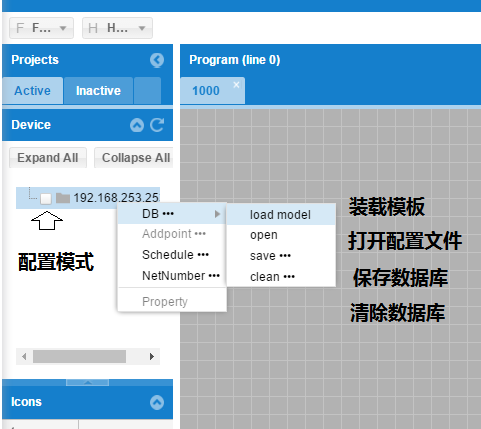 F F... H H...
Projects
Active Inactive
Device
Expand All Collapse All
192.168.253.25
配置模式
DB •••
Addpoint •••
Schedule •••
NetNumber •••
Property
Icons
Program (line 0)
1000 x
load model
open
save •••
clean •••
装载模板
打开配置文件
保存数据库
清除数据库